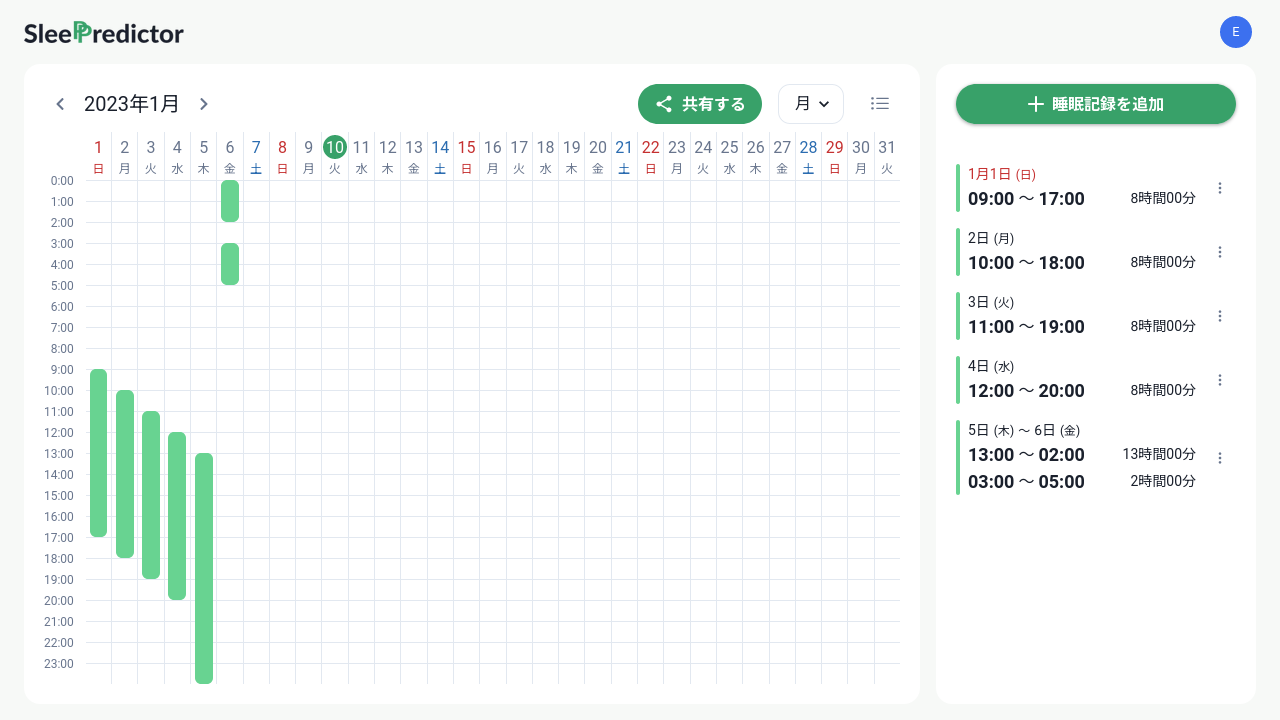 SleePredictor
E
2023年1月
共有する
月
1 2 3 4 5 6 7 8 9 10 11 12 13 14 15 16 17 18 19 20 21 22 23 24 25 26 27 28 29 30 31
日 月 火 水 木 金 土 日 月 火 水 木 金 土 日 月 火 水 木 金 土 日 月 火 水 木 金 土 日 月 火
0:00
1:00
2:00
3:00
4:00
5:00
6:00
7:00
8:00
9:00
10:00
11:00
12:00
13:00
14:00
15:00
16:00
17:00
18:00
19:00
20:00
21:00
22:00
23:00
睡眠記録を追加
1月1日 (日)
09:00 〜 17:00 8時間00分
2日 (月)
10:00 〜 18:00 8時間00分
3日 (火)
11:00 〜 19:00 8時間00分
4日 (水)
12:00 〜 20:00 8時間00分
5日 (木) 〜 6日 (金)
13:00 〜 02:00 13時間00分
03:00 〜 05:00 2時間00分